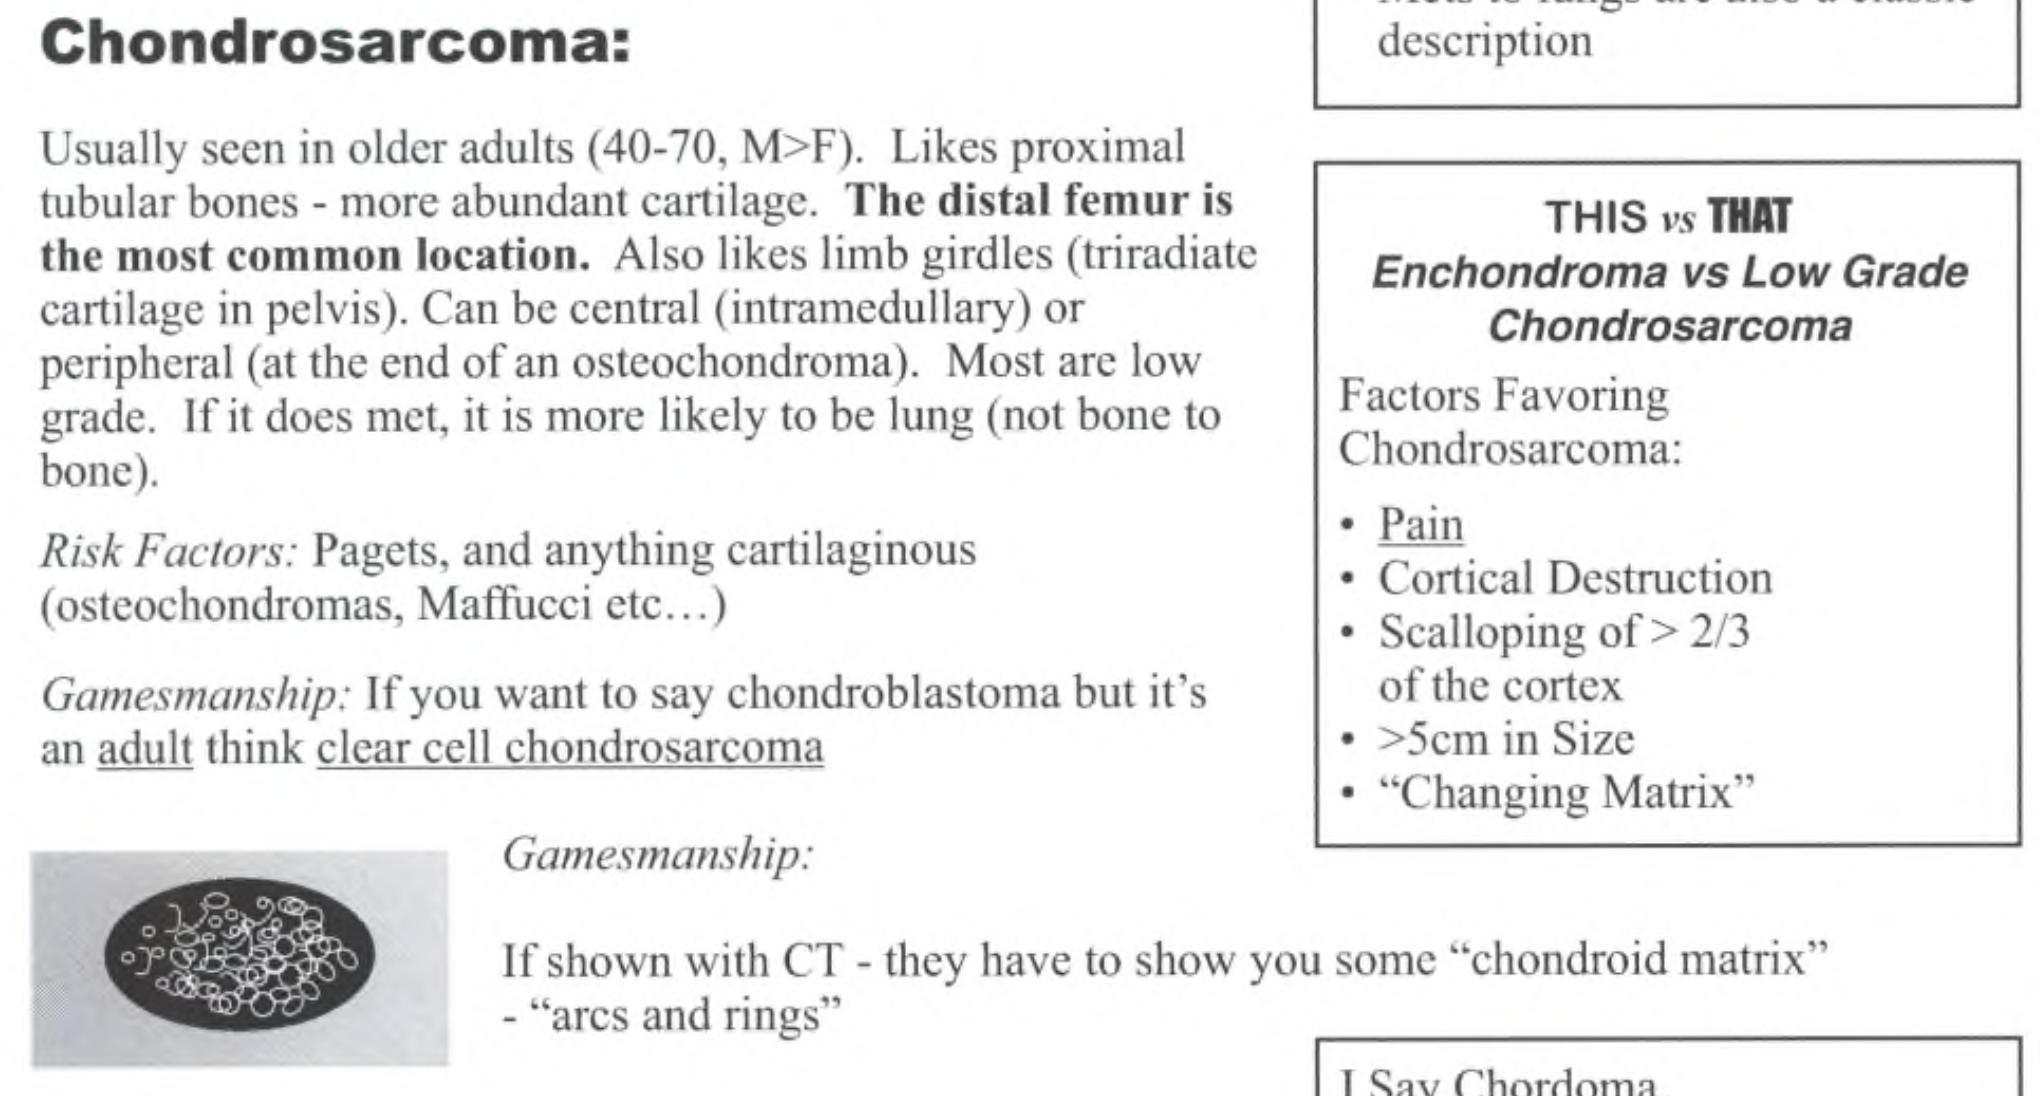 Chondrosarcoma:
Usually seen in older adults (40-70, M>F). Likes proximal
tubular bones - more abundant cartilage. The distal femur is
the most common location. Also likes limb girdles (triradiate
cartilage in pelvis). Can be central (intramedullary) or
peripheral (at the end of an osteochondroma). Most are low
grade. If it does met, it is more likely to be lung (not bone to
bone).
Risk Factors: Pagets, and anything cartilaginous
(osteochondromas, Maffucci etc...)
Gamesmanship: If you want to say chondroblastoma but it's
an adult think clear cell chondrosarcoma
Gamesmanship:
If shown with CT - they have to show you some “chondroid matrix”
- “arcs and rings”
Mets to lungs are also a classic
description
THIS vs THAT
Enchondroma vs Low Grade
Chondrosarcoma
Factors Favoring
Chondrosarcoma:
• Pain
• Cortical Destruction
• Scalloping of > 2/3
of the cortex
• >5cm in Size
• “Changing Matrix”
I Say Chordoma